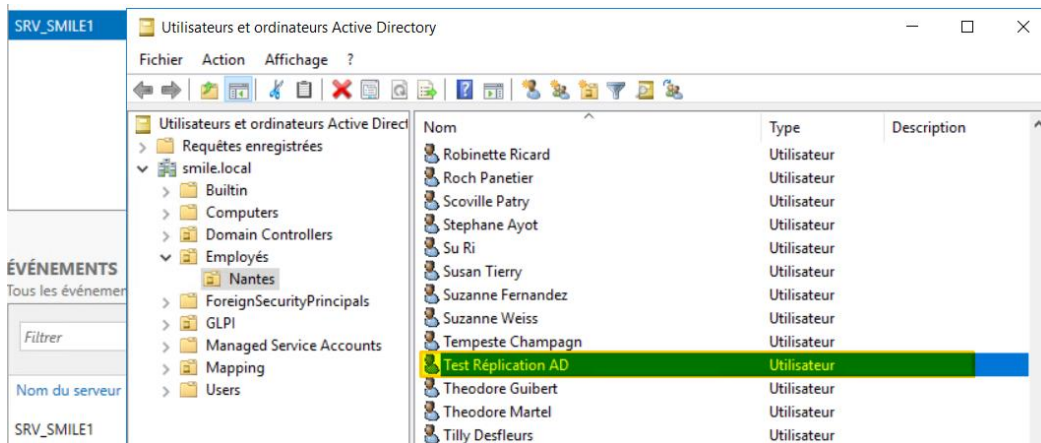 SRV_SMILE1
Utilisateurs et ordinateurs Active Directory
Fichier Action Affichage ?
Utilisateurs et ordinateurs Active Direct
Requêtes enregistrées
smile.local
Builtin
Computers
Domain Controllers
Employés
Nantes
ForeignSecurityPrincipals
GLPI
Managed Service Accounts
Mapping
Users
Nom Type Description
Robinette Ricard Utilisateur
Roch Panetier Utilisateur
Scoville Patry Utilisateur
Stephane Ayot Utilisateur
Su Ri Utilisateur
Susan Tierry Utilisateur
Suzanne Fernandez Utilisateur
Suzanne Weiss Utilisateur
Tempeste Champagn Utilisateur
Test Réplication AD Utilisateur
Theodore Guibert Utilisateur
Theodore Martel Utilisateur
Tilly Desfleurs Utilisateur
ÉVÉNEMENTS
Tous les événemen
Filtrer
Nom du serveur
SRV_SMILE1